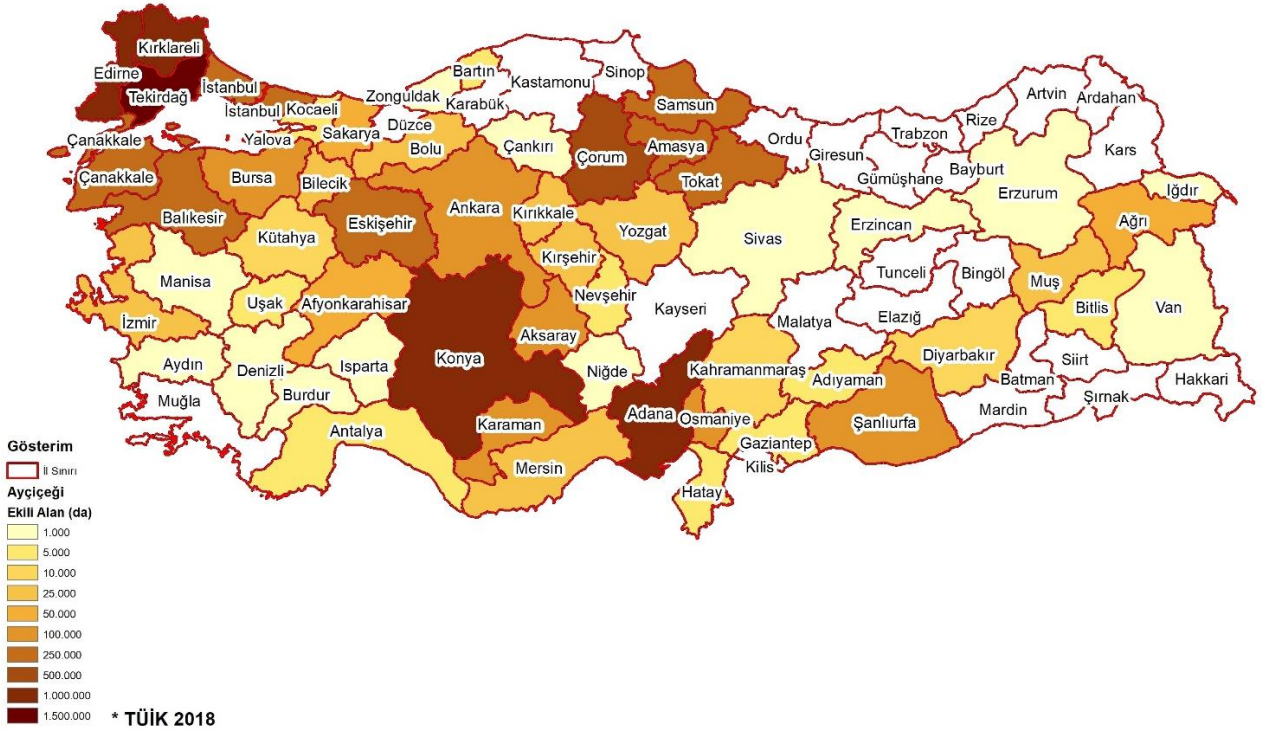 Kırklareli
Edirne
Tekirdağ
İstanbul
İstanbul
Kocaeli
Yalova
Sakarya
Düzce
Zonguldak
Bartın
Karabük
Kastamonu
Sinop
Samsun
Bolu
Çankırı
Çorum
Amasya
Tokat
Ordu
Giresun
Trabzon
Gümüşhane
Rize
Bayburt
Artvin
Ardahan
Kars
Erzurum
Iğdır
Ağrı
Çanakkale
Çanakkale
Bursa
Bilecik
Balıkesir
Kütahya
Eskişehir
Ankara
Kırıkkale
Yozgat
Sivas
Erzincan
Tunceli
Bingöl
Muş
Bitlis
Van
Manisa
Uşak
Afyonkarahisar
Kırşehir
Nevşehir
Kayseri
Malatya
Elazığ
İzmir
Aydın
Denizli
Isparta
Burdur
Konya
Aksaray
Niğde
Kahramanmaraş
Adıyaman
Diyarbakır
Siirt
Batman
Hakkari
Şırnak
Mardin
Muğla
Antalya
Karaman
Mersin
Adana
Osmaniye
Gaziantep
Kilis
Şanlıurfa
Hatay
Gösterim
İl Sınırı
Ayçiçeği
Ekili Alan (da)
1.000
5.000
10.000
25.000
50.000
100.000
250.000
500.000
1.000.000
1.500.000
* TÜİK 2018